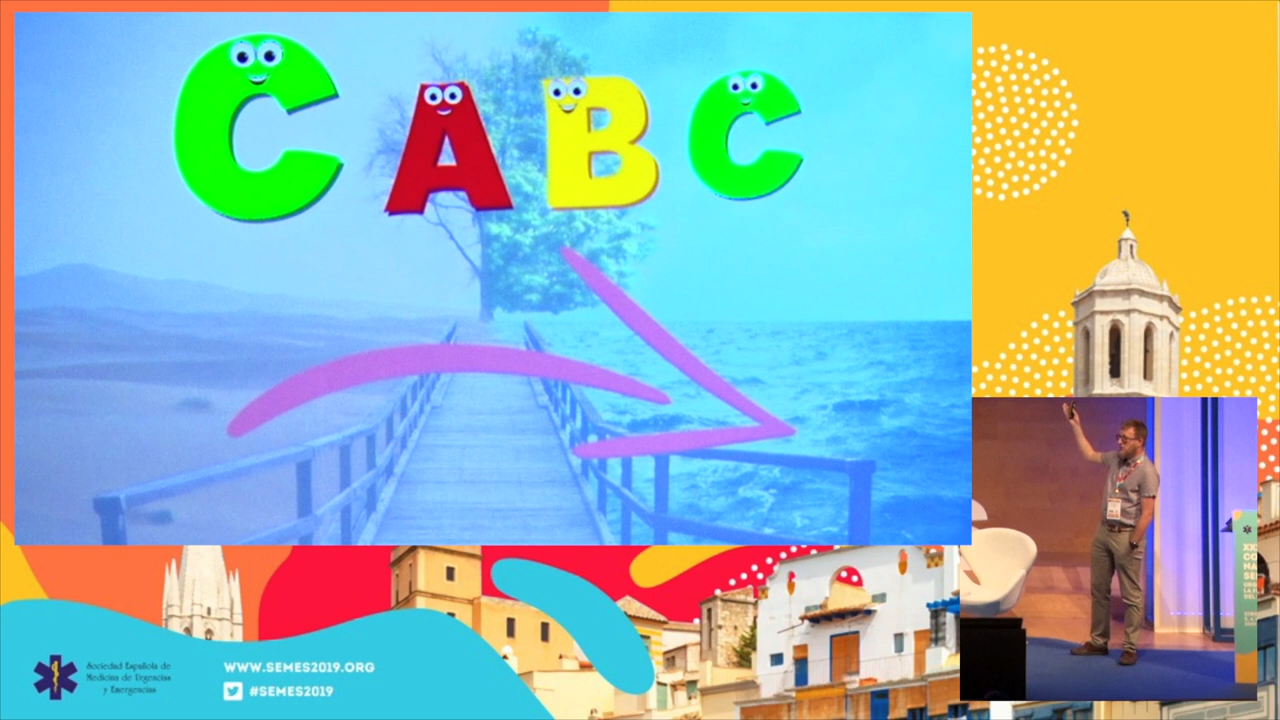 C A B C
Sociedad Española de
Medicina de Urgencias
y Emergencias
WWW.SEMES2019.ORG
#SEMES2019